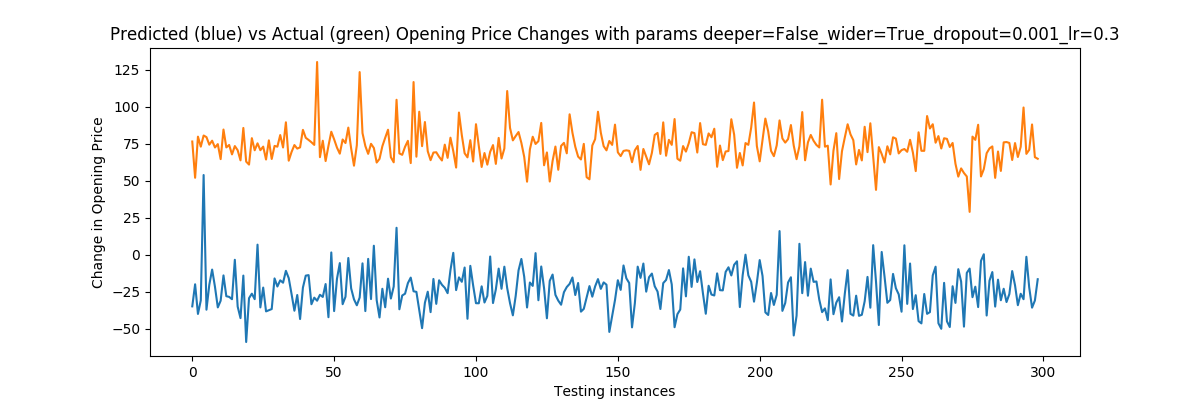 Predicted (blue) vs Actual (green) Opening Price Changes with params deeper=False_wider=True_dropout=0.001_lr=0.3
Change in Opening Price
125
100
75
50
25
0
−25
−50
0 50 100 150 200 250 300
Testing instances